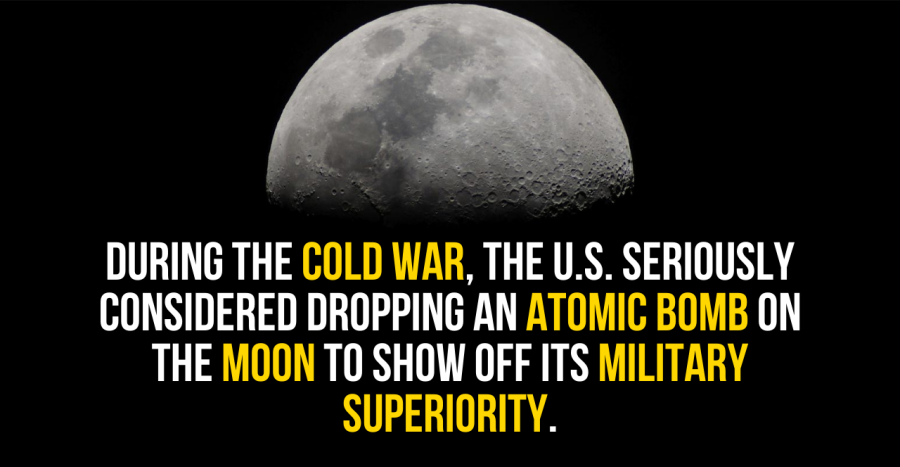 DURING THE COLD WAR, THE U.S. SERIOUSLY
CONSIDERED DROPPING AN ATOMIC BOMB ON
THE MOON TO SHOW OFF ITS MILITARY
SUPERIORITY.